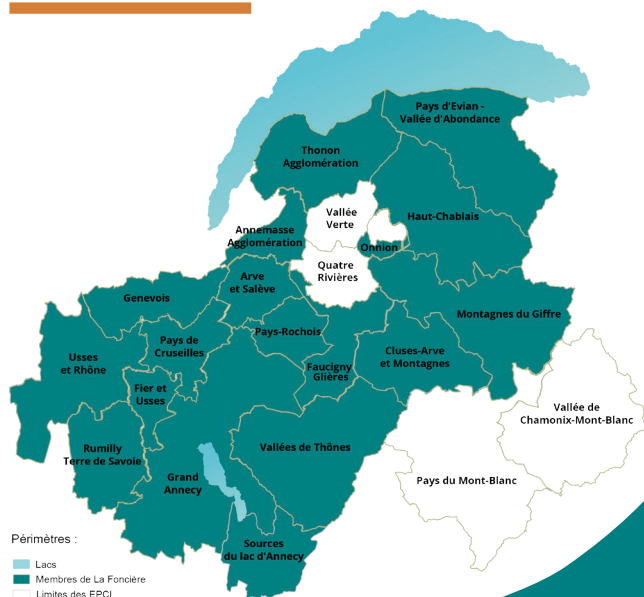 Pays d'Evian -
Vallée d'Abondance
Thonon
Agglomération
Vallée
Verte
Haut-Chablais
Annemasse
Agglomération
Onnion
Quatre
Rivières
Arve
et Salève
Genevois
Montagnes du Giffre
Pays-Rochois
Pays de
Cruseilles
Usses
et Rhône
Cluses-Arve
et Montagnes
Faucigny
Glières
Fier et
Usses
Vallée de
Chamonix-Mont-Blanc
Rumilly
Terre de Savoie
Vallées de Thônes
Grand
Annecy
Pays du Mont-Blanc
Sources
du lac d'Annecy
Périmètres :
Lacs
Membres de La Foncière
Limites des EPCI